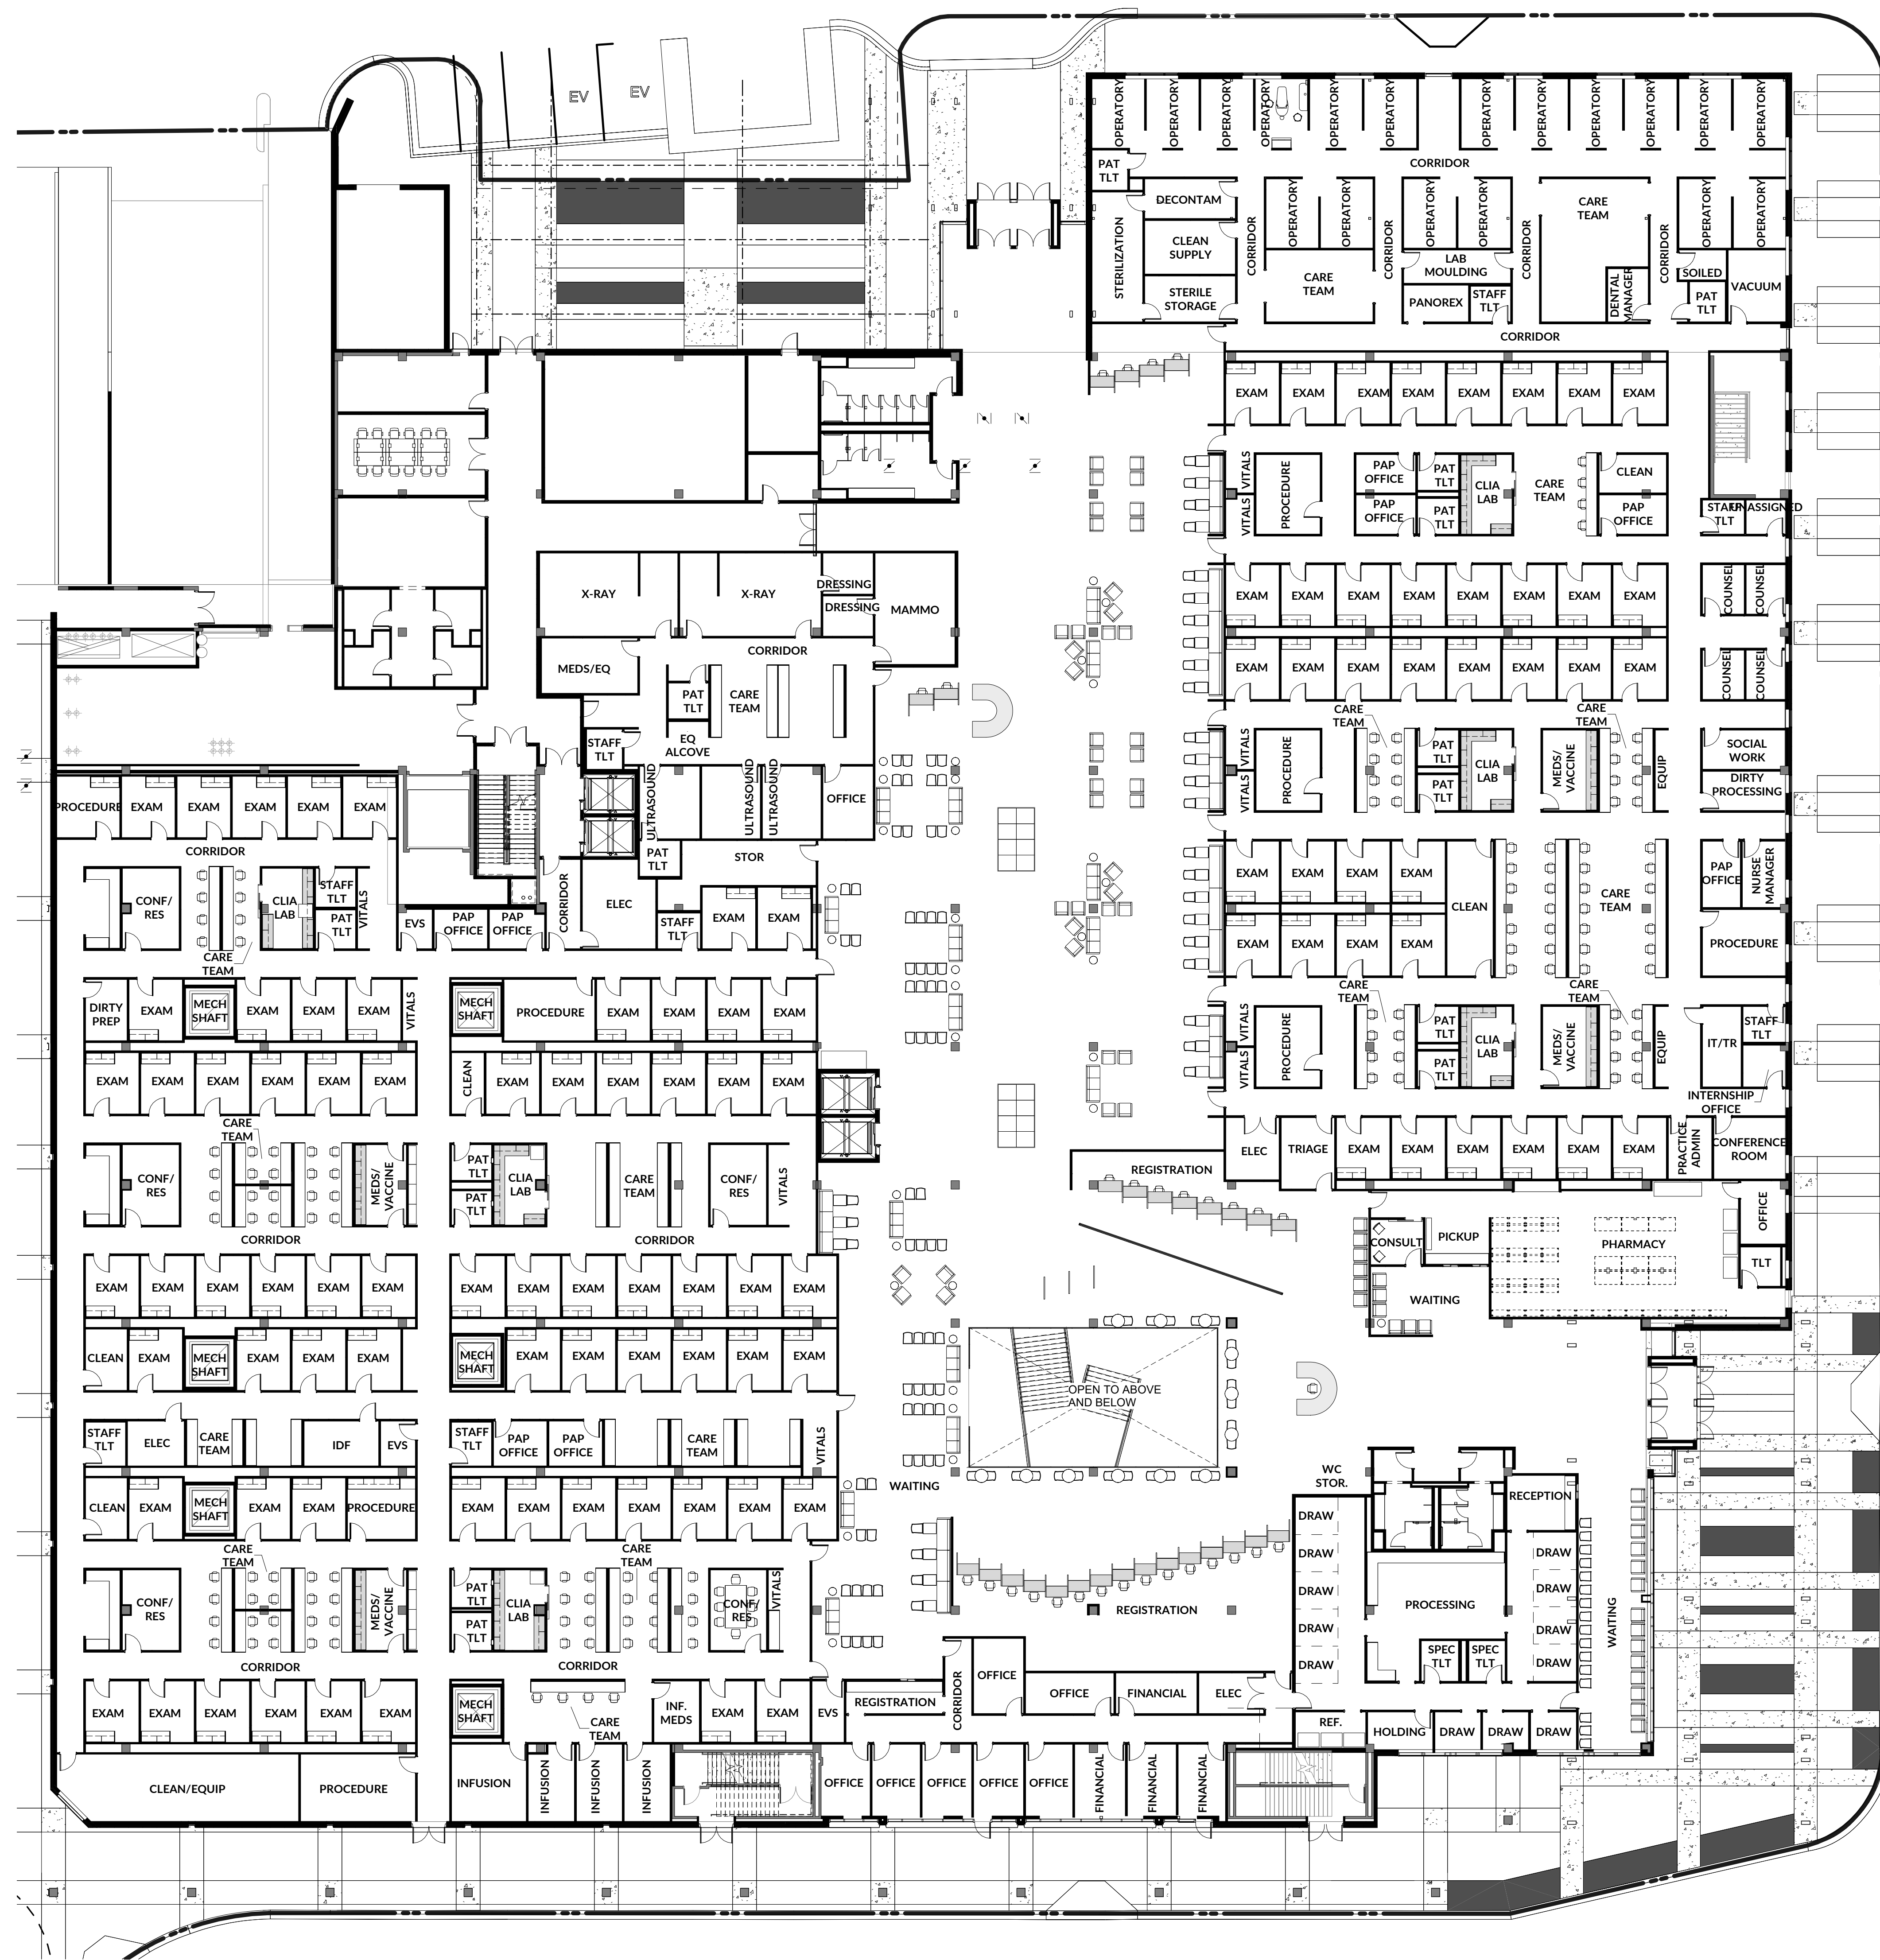 EV
EV
OPERATORY
OPERATORY
OPERATORY
OPERATORY
OPERATORY
OPERATORY
OPERATORY
OPERATORY
OPERATORY
OPERATORY
OPERATORY
OPERATORY
CORRIDOR
PAT
TLT
DECONTAM
STERILIZATION
CLEAN
SUPPLY
STERILE
STORAGE
CORRIDOR
OPERATORY
OPERATORY
CARE
TEAM
CORRIDOR
OPERATORY
OPERATORY
LAB
MOULDING
PANOREX
STAFF
TLT
CORRIDOR
CARE
TEAM
DENTAL
MANAGER
CORRIDOR
OPERATORY
OPERATORY
SOILED
PAT
TLT
VACUUM
CORRIDOR
EXAM
EXAM
EXAM
EXAM
EXAM
EXAM
EXAM
EXAM
VITALS
VITALS
PROCEDURE
PAP
OFFICE
PAP
OFFICE
PAT
TLT
PAT
TLT
CLIA
LAB
CARE
TEAM
CLEAN
PAP
OFFICE
STAFF
TLT
UNASSIGNED
EXAM
EXAM
EXAM
EXAM
EXAM
EXAM
EXAM
EXAM
COUNSEL
COUNSEL
EXAM
EXAM
EXAM
EXAM
EXAM
EXAM
EXAM
EXAM
COUNSEL
COUNSEL
VITALS
VITALS
PROCEDURE
CARE
TEAM
PAT
TLT
PAT
TLT
CLIA
LAB
MEDS/
VACCINE
CARE
TEAM
EQUIP
SOCIAL
WORK
DIRTY
PROCESSING
EXAM
EXAM
EXAM
EXAM
EXAM
EXAM
EXAM
EXAM
CLEAN
CARE
TEAM
PAP
OFFICE
NURSE
MANAGER
PROCEDURE
VITALS
VITALS
PROCEDURE
CARE
TEAM
PAT
TLT
PAT
TLT
CLIA
LAB
MEDS/
VACCINE
CARE
TEAM
EQUIP
IT/TR
STAFF
TLT
INTERNSHIP
OFFICE
REGISTRATION
ELEC
TRIAGE
EXAM
EXAM
EXAM
EXAM
EXAM
EXAM
PRACTICE
ADMIN
CONFERENCE
ROOM
CONSULT
PICKUP
PHARMACY
OFFICE
TLT
WAITING
X-RAY
X-RAY
DRESSING
DRESSING
MAMMO
CORRIDOR
MEDS/EQ
PAT
TLT
CARE
TEAM
STAFF
TLT
EQ
ALCOVE
ULTRASOUND
ULTRASOUND
ULTRASOUND
OFFICE
PAT
TLT
STOR
CORRIDOR
ELEC
STAFF
TLT
EXAM
EXAM
PROCEDURE
EXAM
EXAM
EXAM
EXAM
EXAM
CORRIDOR
CONF/
RES
CARE
TEAM
CLIA
LAB
STAFF
TLT
PAT
TLT
VITALS
EVS
PAP
OFFICE
PAP
OFFICE
DIRTY
PREP
EXAM
MECH
SHAFT
EXAM
EXAM
EXAM
VITALS
MECH
SHAFT
PROCEDURE
EXAM
EXAM
EXAM
EXAM
EXAM
EXAM
EXAM
EXAM
EXAM
EXAM
CLEAN
EXAM
EXAM
EXAM
EXAM
EXAM
EXAM
CONF/
RES
CARE
TEAM
MEDS/
VACCINE
PAT
TLT
PAT
TLT
CLIA
LAB
CARE
TEAM
CONF/
RES
VITALS
CORRIDOR
CORRIDOR
EXAM
EXAM
EXAM
EXAM
EXAM
EXAM
EXAM
EXAM
EXAM
EXAM
EXAM
EXAM
EXAM
CLEAN
EXAM
MECH
SHAFT
EXAM
EXAM
EXAM
MECH
SHAFT
EXAM
EXAM
EXAM
EXAM
EXAM
EXAM
STAFF
TLT
ELEC
CARE
TEAM
IDF
EVS
STAFF
TLT
PAP
OFFICE
PAP
OFFICE
CARE
TEAM
VITALS
CLEAN
EXAM
MECH
SHAFT
EXAM
EXAM
PROCEDURE
EXAM
EXAM
EXAM
EXAM
EXAM
EXAM
EXAM
CONF/
RES
CARE
TEAM
MEDS/
VACCINE
PAT
TLT
PAT
TLT
CLIA
LAB
CARE
TEAM
CONF/
RES
VITALS
CORRIDOR
CORRIDOR
EXAM
EXAM
EXAM
EXAM
EXAM
EXAM
MECH
SHAFT
CARE
TEAM
INF.
MEDS
EXAM
EXAM
EVS
CLEAN/EQUIP
PROCEDURE
INFUSION
INFUSION
INFUSION
INFUSION
OPEN TO ABOVE
AND BELOW
WAITING
REGISTRATION
REGISTRATION
CORRIDOR
OFFICE
OFFICE
FINANCIAL
ELEC
OFFICE
OFFICE
OFFICE
OFFICE
OFFICE
FINANCIAL
FINANCIAL
FINANCIAL
WC
STOR.
DRAW
DRAW
DRAW
DRAW
DRAW
RECEPTION
DRAW
DRAW
DRAW
DRAW
PROCESSING
SPEC
TLT
SPEC
TLT
WAITING
REF.
HOLDING
DRAW
DRAW
DRAW